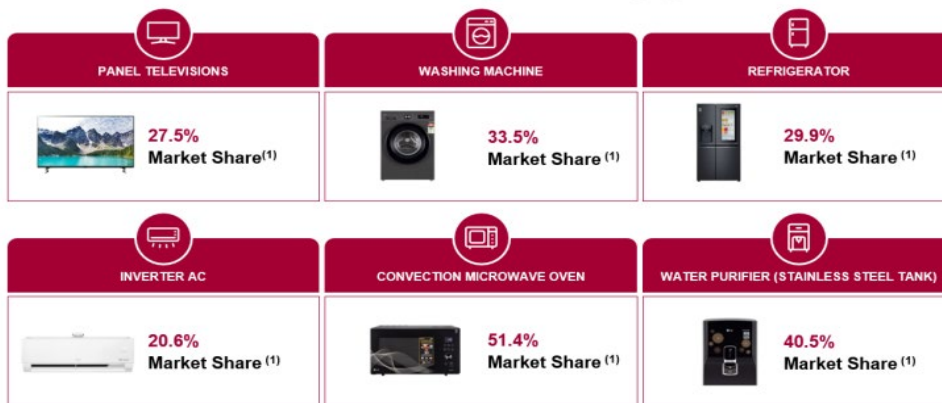 PANEL TELEVISIONS
WASHING MACHINE
REFRIGERATOR
27.5%
Market Share(1)
33.5%
Market Share (1)
29.9%
Market Share (1)
INVERTER AC
CONVECTION MICROWAVE OVEN
WATER PURIFIER (STAINLESS STEEL TANK)
20.6%
Market Share (1)
51.4%
Market Share (1)
40.5%
Market Share (1)